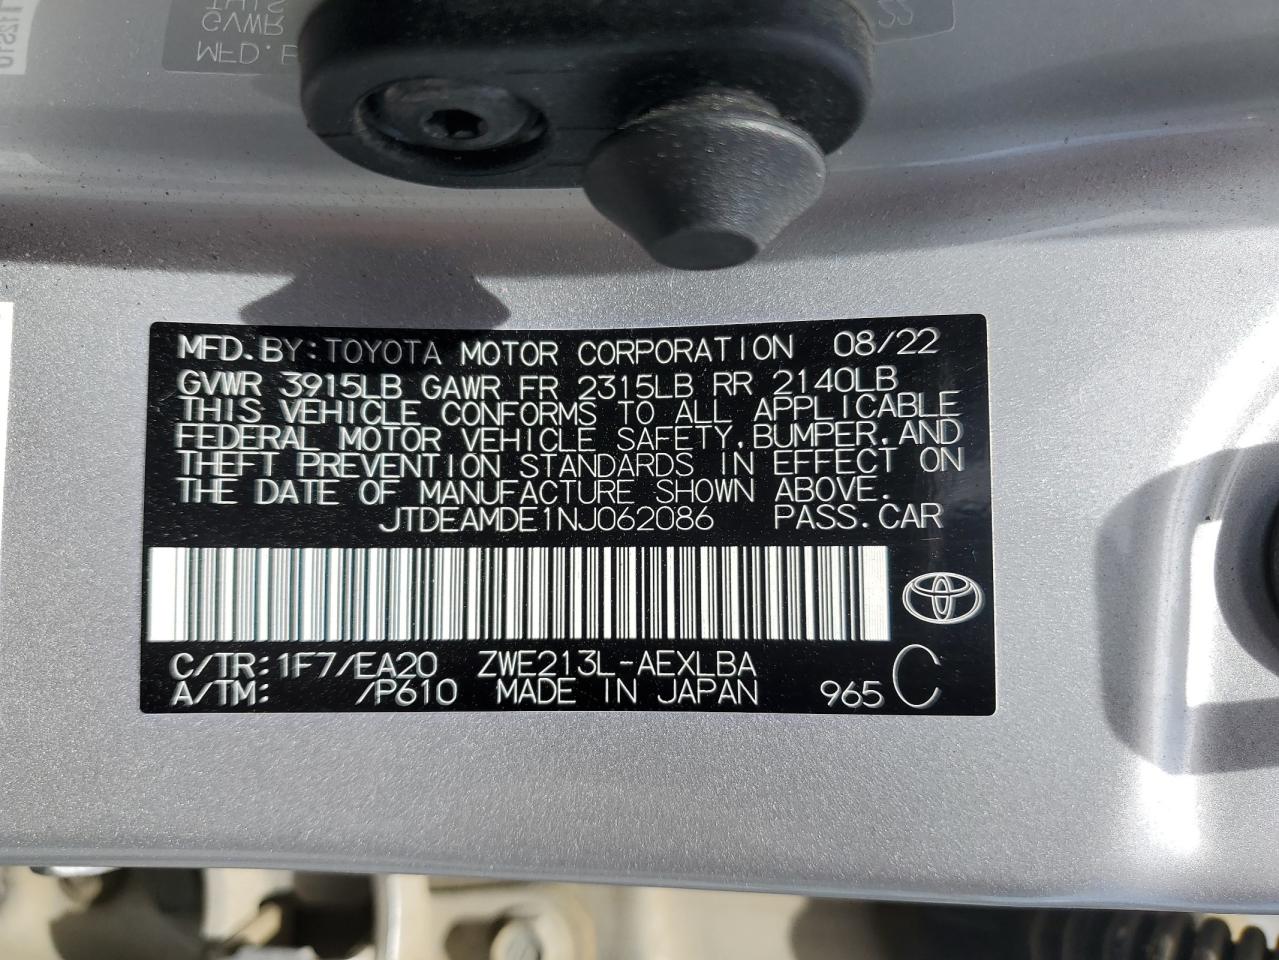 MFD.BY:TOYOTA MOTOR CORPORATION 08/22
GVWR 3915LB GAWR FR 2315LB RR 2140LB
THIS VEHICLE CONFORMS TO ALL APPLICABLE
FEDERAL MOTOR VEHICLE SAFETY,BUMPER,AND
THEFT PREVENTION STANDARDS IN EFFECT ON
THE DATE OF MANUFACTURE SHOWN ABOVE.
JTDEAMDE1NJ062086 PASS.CAR
C/TR:1F7/EA20 ZWE213L-AEXLBA
A/TM: /P610 MADE IN JAPAN 965 C